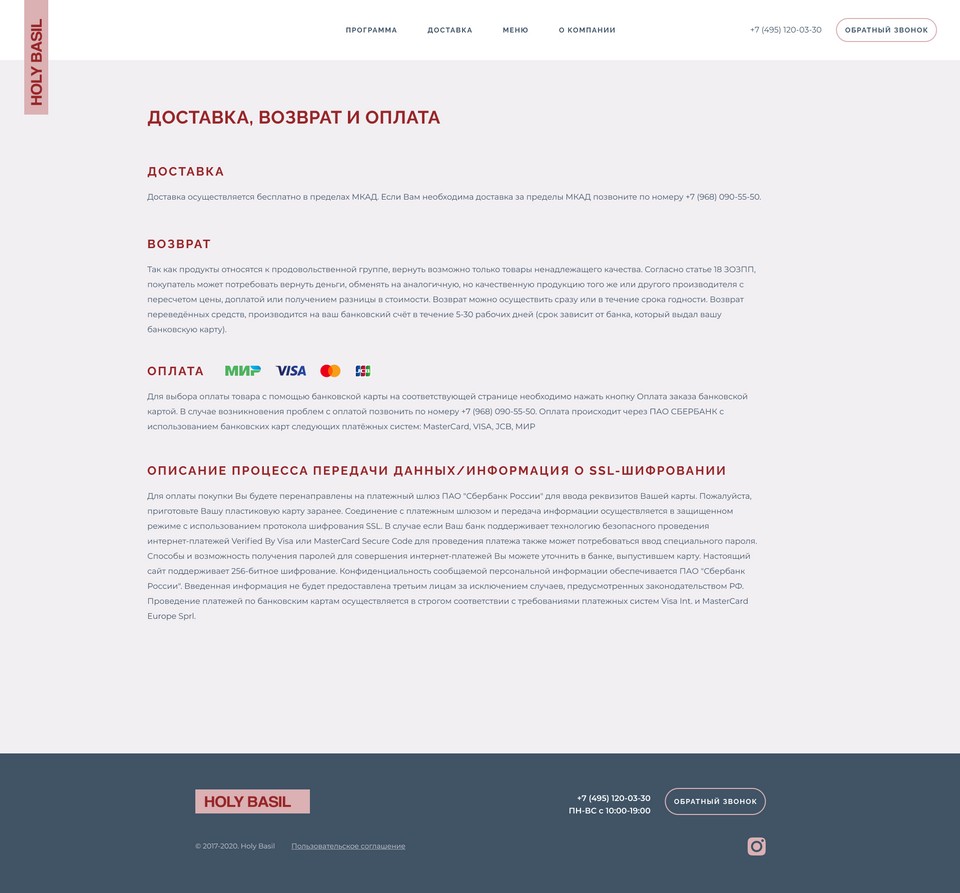 HOLY BASIL
ПРОГРАММА ДОСТАВКА МЕНЮ О КОМПАНИИ +7 (495) 120-03-30 ОБРАТНЫЙ ЗВОНОК
ДОСТАВКА, ВОЗВРАТ И ОПЛАТА
ДОСТАВКА
Доставка осуществляется бесплатно в пределах МКАД. Если Вам необходима доставка за пределы МКАД позвоните по номеру +7 (968) 090-55-50.
ВОЗВРАТ
Так как продукты относятся к продовольственной группе, вернуть возможно только товары ненадлежащего качества. Согласно статье 18 ЗОЗПП,
покупатель может потребовать вернуть деньги, обменять на аналогичную, но качественную продукцию того же или другого производителя с
пересчетом цены, доплатой или получением разницы в стоимости. Возврат можно осуществить сразу или в течение срока годности. Возврат
переведённых средств, производится на ваш банковский счёт в течение 5-30 рабочих дней (срок зависит от банка, который выдал вашу
банковскую карту).
ОПЛАТА МИР VISA JCB
Для выбора оплаты товара с помощью банковской карты на соответствующей странице необходимо нажать кнопку Оплата заказа банковской
картой. В случае возникновения проблем с оплатой позвонить по номеру +7 (968) 090-55-50. Оплата происходит через ПАО СБЕРБАНК с
использованием банковских карт следующих платёжных систем: MasterCard, VISA, JCB, МИР
ОПИСАНИЕ ПРОЦЕССА ПЕРЕДАЧИ ДАННЫХ/ИНФОРМАЦИЯ О SSL-ШИФРОВАНИИ
Для оплаты покупки Вы будете перенаправлены на платежный шлюз ПАО "Сбербанк России" для ввода реквизитов Вашей карты. Пожалуйста,
приготовьте Вашу пластиковую карту заранее. Соединение с платежным шлюзом и передача информации осуществляется в защищенном
режиме с использованием протокола шифрования SSL. В случае если Ваш банк поддерживает технологию безопасного проведения
интернет-платежей Verified By Visa или MasterCard Secure Code для проведения платежа также может потребоваться ввод специального пароля.
Способы и возможность получения паролей для совершения интернет-платежей Вы можете уточнить в банке, выпустившем карту. Настоящий
сайт поддерживает 256-битное шифрование. Конфиденциальность сообщаемой персональной информации обеспечивается ПАО "Сбербанк
России". Введенная информация не будет предоставлена третьим лицам за исключением случаев, предусмотренных законодательством РФ.
Проведение платежей по банковским картам осуществляется в строгом соответствии с требованиями платежных систем Visa Int. и MasterCard
Europe Sprl.
HOLY BASIL
+7 (495) 120-03-30
ПН-ВС с 10:00-19:00
ОБРАТНЫЙ ЗВОНОК
© 2017-2020. Holy Basil Пользовательское соглашение